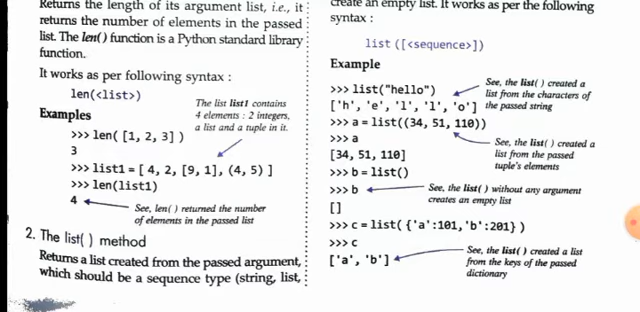 Returns the length of its argument list, i.e., it
returns the number of elements in the passed
list. The len() function is a Python standard library
function.
It works as per following syntax :
len(<list>)
Examples
The list list1 contains
4 elements : 2 integers,
a list and a tuple in it.
>>> len( [1, 2, 3] )
3
>>> list1 = [ 4, 2, [9, 1], (4, 5) ]
>>> len(list1)
4
See, len( ) returned the number
of elements in the passed list
2. The list( ) method
Returns a list created from the passed argument,
which should be a sequence type (string, list,
create an empty list. It works as per the following
syntax :
list ([<sequence>])
Example
>>> list("hello")
['h', 'e', 'l', 'l', 'o']
See, the list( ) created a
list from the characters of
the passed string
>>> a = list((34, 51, 110))
>>> a
[34, 51, 110]
See, the list( ) created a
list from the passed
tuple's elements
>>> b = list()
>>> b
[]
See, the list( ) without any argument
creates an empty list
>>> c = list( {'a':101,'b':201} )
>>> c
['a', 'b']
See, the list( ) created a list
from the keys of the passed
dictionary